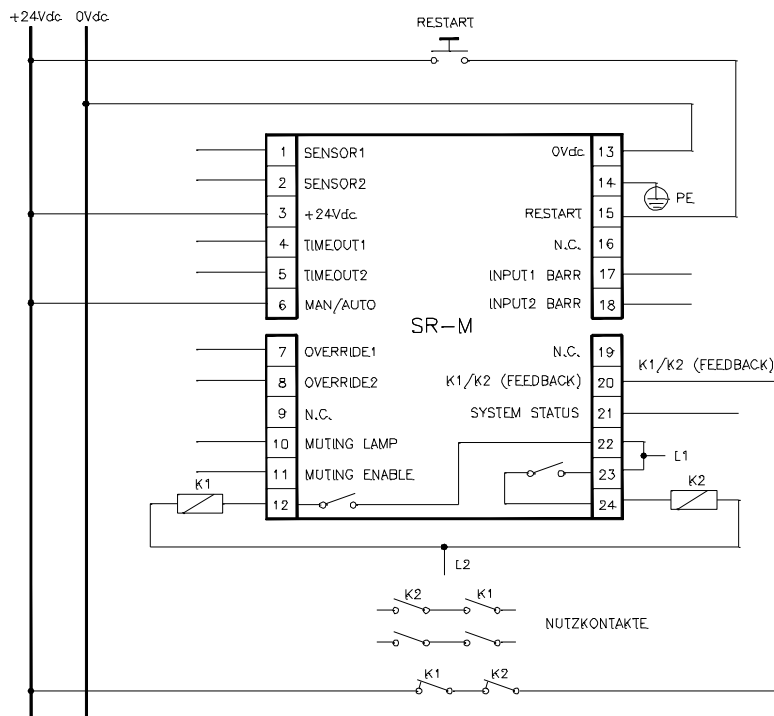 +24Vdc 0Vdc
RESTART
1 SENSOR1
2 SENSOR2
3 +24Vdc
4 TIMEOUT1
5 TIMEOUT2
6 MAN/AUTO
0Vdc 13
14 PE
RESTART 15
N.C. 16
INPUT1 BARR 17
INPUT2 BARR 18
SR-M
7 OVERRIDE1
8 OVERRIDE2
9 N.C.
10 MUTING LAMP
11 MUTING ENABLE
12
N.C. 19
K1/K2 (FEEDBACK) 20
K1/K2 (FEEDBACK)
SYSTEM STATUS 21
22
23
24
L1
K1
K2
L2
K2 K1
NUTZKONTAKTE
K1 K2